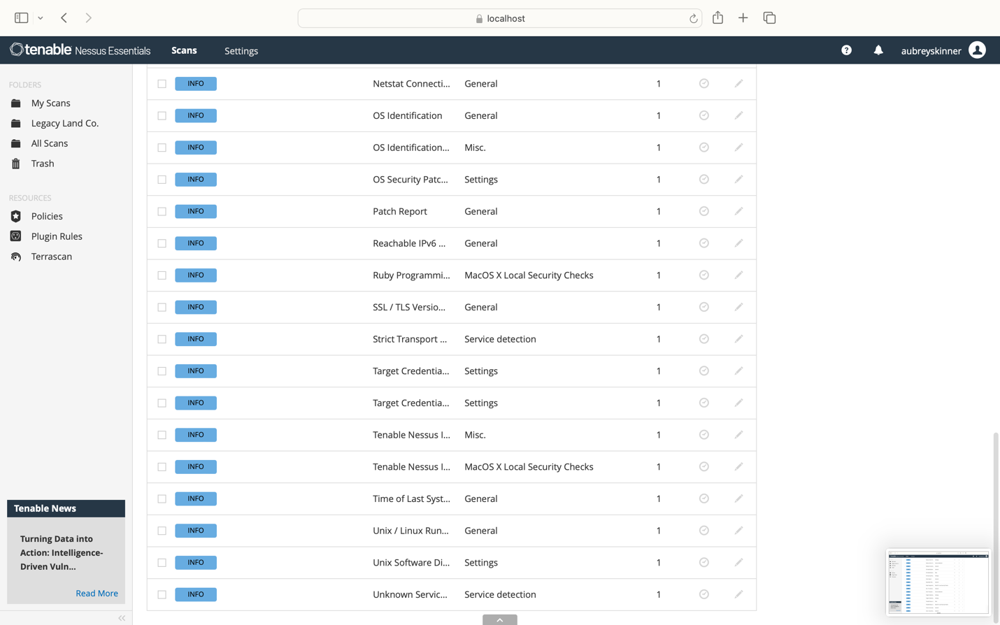 localhost
tenable Nessus Essentials
Scans
Settings
aubreyskinner
FOLDERS
My Scans
Legacy Land Co.
All Scans
Trash
RESOURCES
Policies
Plugin Rules
Terrascan
Tenable News
Turning Data into
Action: Intelligence-
Driven Vuln...
Read More
INFO Netstat Connecti... General 1
INFO OS Identification General 1
INFO OS Identification... Misc. 1
INFO OS Security Patc... Settings 1
INFO Patch Report General 1
INFO Reachable IPv6 ... General 1
INFO Ruby Programmi... MacOS X Local Security Checks 1
INFO SSL / TLS Versio... General 1
INFO Strict Transport ... Service detection 1
INFO Target Credentia... Settings 1
INFO Target Credentia... Settings 1
INFO Tenable Nessus I... Misc. 1
INFO Tenable Nessus I... MacOS X Local Security Checks 1
INFO Time of Last Syst... General 1
INFO Unix / Linux Run... General 1
INFO Unix Software Di... Settings 1
INFO Unknown Servic... Service detection 1